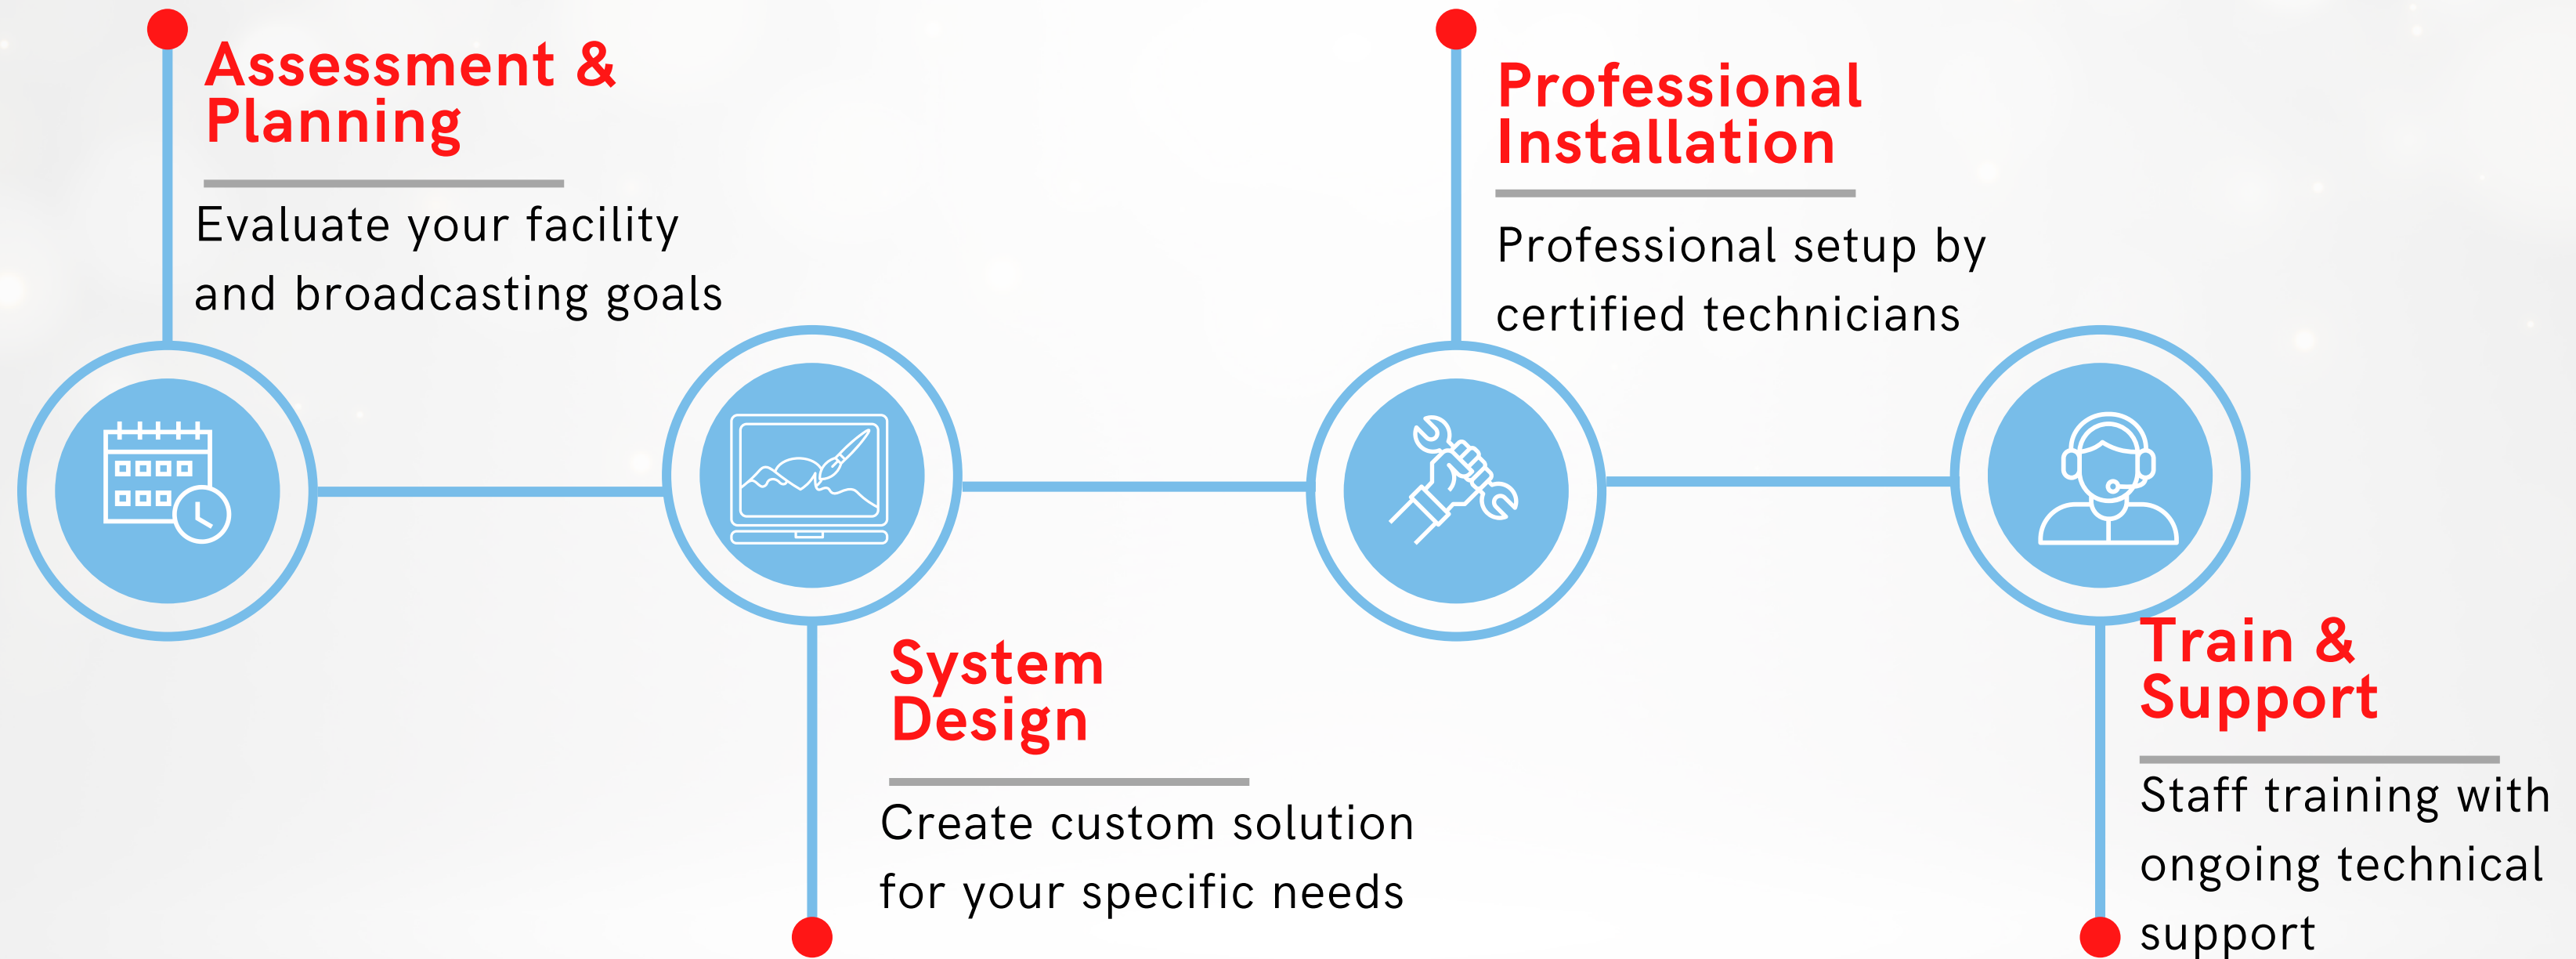 Assessment &
Planning
Evaluate your facility
and broadcasting goals
System
Design
Create custom solution
for your specific needs
Professional
Installation
Professional setup by
certified technicians
Train &
Support
Staff training with
ongoing technical
support